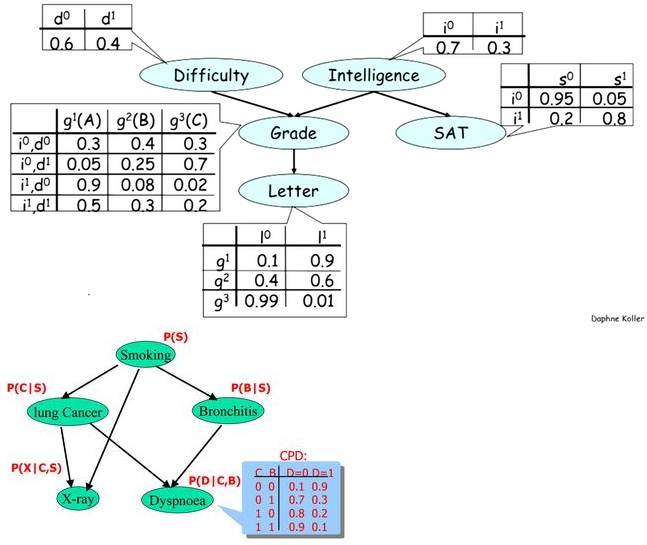 d⁰ d¹
0.6 0.4
i⁰ i¹
0.7 0.3
Difficulty
Intelligence
s⁰ s¹
i⁰ 0.95 0.05
i¹ 0.2 0.8
g¹(A) g²(B) g³(C)
i⁰,d⁰ 0.3 0.4 0.3
i⁰,d¹ 0.05 0.25 0.7
i¹,d⁰ 0.9 0.08 0.02
i¹,d¹ 0.5 0.3 0.2
Grade
SAT
Letter
l⁰ l¹
g¹ 0.1 0.9
g² 0.4 0.6
g³ 0.99 0.01
Daphne Koller
P(S)
Smoking
P(C|S)
P(B|S)
lung Cancer
Bronchitis
P(X|C,S)
P(D|C,B)
X-ray
Dyspnoea
CPD:
C B D=0 D=1
0 0 0.1 0.9
0 1 0.7 0.3
1 0 0.8 0.2
1 1 0.9 0.1